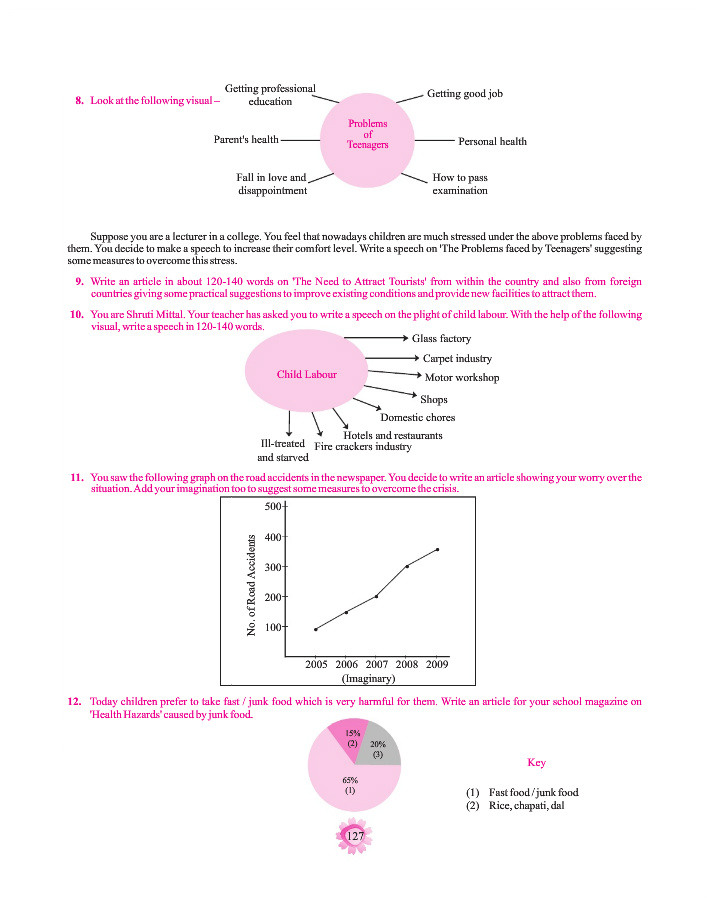 8. Look at the following visual –
Getting professional
education
Getting good job
Problems
of
Teenagers
Parent's health
Personal health
Fall in love and
disappointment
How to pass
examination
Suppose you are a lecturer in a college. You feel that nowadays children are much stressed under the above problems faced by
them. You decide to make a speech to increase their comfort level. Write a speech on 'The Problems faced by Teenagers' suggesting
some measures to overcome this stress.
9. Write an article in about 120-140 words on 'The Need to Attract Tourists' from within the country and also from foreign
countries giving some practical suggestions to improve existing conditions and provide new facilities to attract them.
10. You are Shruti Mittal. Your teacher has asked you to write a speech on the plight of child labour. With the help of the following
visual, write a speech in 120-140 words.
Child Labour
Glass factory
Carpet industry
Motor workshop
Shops
Domestic chores
Hotels and restaurants
Fire crackers industry
Ill-treated
and starved
11. You saw the following graph on the road accidents in the newspaper. You decide to write an article showing your worry over the
situation. Add your imagination too to suggest some measures to overcome the crisis.
No. of Road Accidents
500
400
300
200
100
2005 2006 2007 2008 2009
(Imaginary)
12. Today children prefer to take fast / junk food which is very harmful for them. Write an article for your school magazine on
'Health Hazards' caused by junk food.
15%
(2)
20%
(3)
65%
(1)
Key
(1) Fast food / junk food
(2) Rice, chapati, dal
127